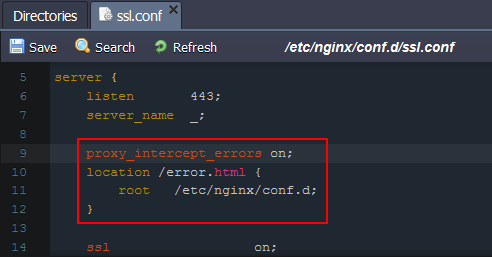 Directories ssl.conf
Save Search Refresh /etc/nginx/conf.d/ssl.conf
5 server {
6 listen 443;
7 server_name _;
8
9 proxy_intercept_errors on;
10 location /error.html {
11 root /etc/nginx/conf.d;
12 }
13
14 ssl on;